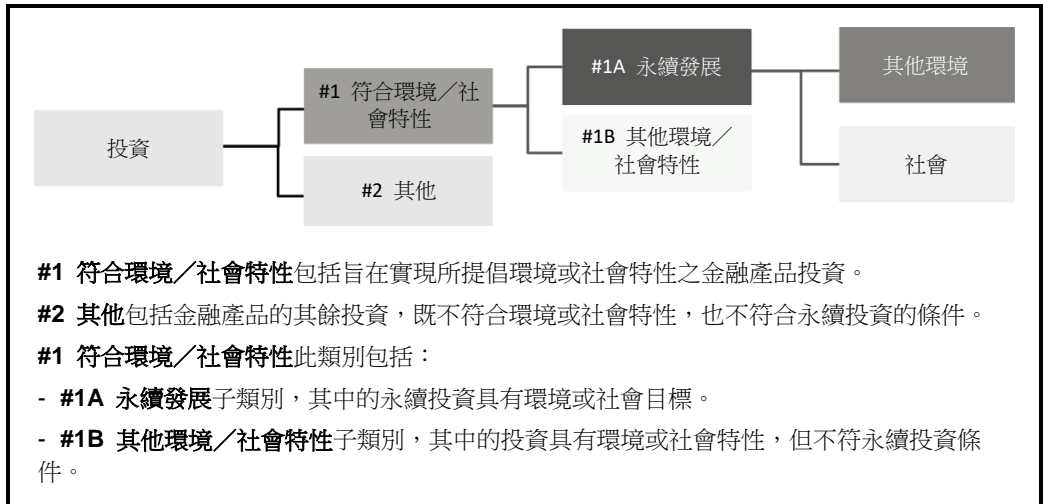 #1A 永續發展
其他環境
#1 符合環境／社
會特性
投資
#1B 其他環境／
社會特性
社會
#2 其他
#1 符合環境／社會特性包括旨在實現所提倡環境或社會特性之金融產品投資。
#2 其他包括金融產品的其餘投資，既不符合環境或社會特性，也不符合永續投資的條件。
#1 符合環境／社會特性此類別包括：
- #1A 永續發展子類別，其中的永續投資具有環境或社會目標。
- #1B 其他環境／社會特性子類別，其中的投資具有環境或社會特性，但不符永續投資條
件。